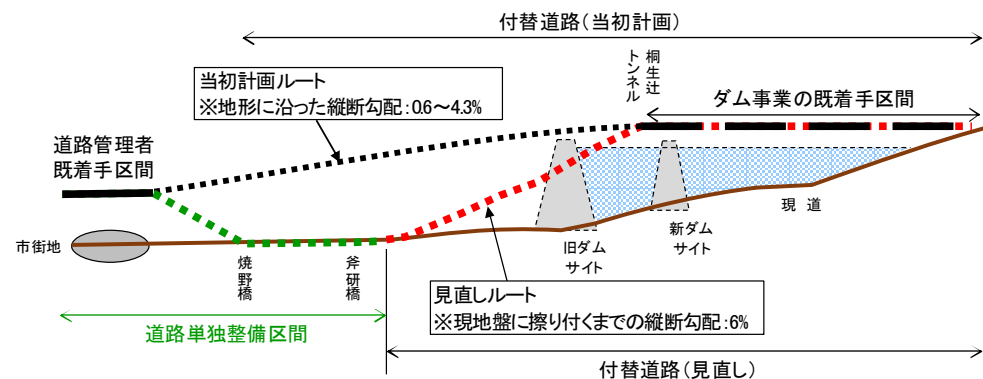 付替道路(当初計画)
当初計画ルート
※地形に沿った縦断勾配:0.6～4.3%
桐生辻
トンネル
ダム事業の既着手区間
道路管理者
既着手区間
市街地
焼野橋
斧研橋
旧ダム
サイト
新ダム
サイト
現道
見直しルート
※現地盤に擦り付くまでの縦断勾配:6%
道路単独整備区間
付替道路(見直し)